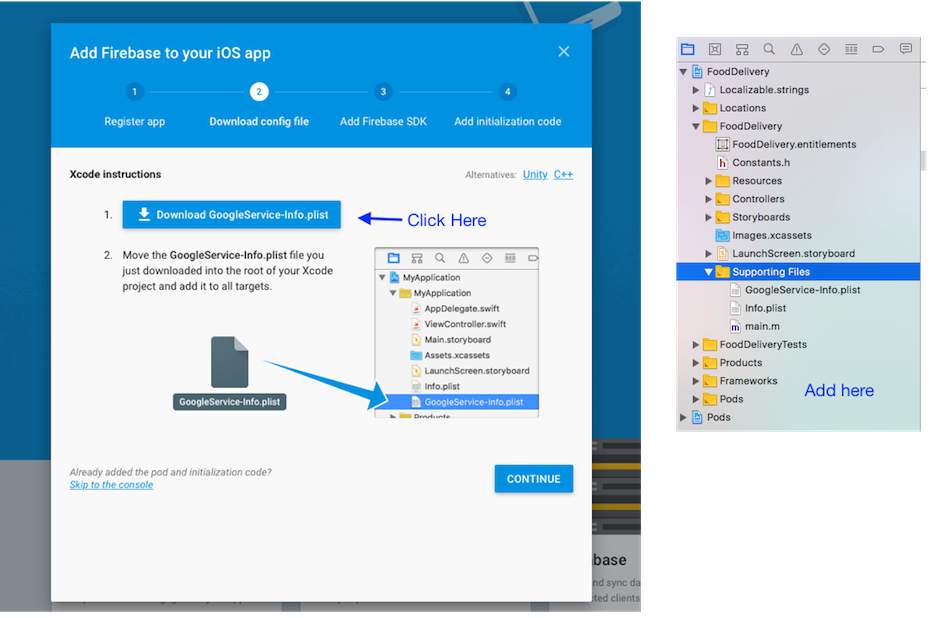 Add Firebase to your iOS app
1
2
3
4
Register app
Download config file
Add Firebase SDK
Add initialization code
Xcode instructions
Alternatives: Unity C++
1. Download GoogleService-Info.plist
Click Here
2. Move the GoogleService-Info.plist file you
just downloaded into the root of your Xcode
project and add it to all targets.
GoogleService-Info.plist
MyApplication
MyApplication
AppDelegate.swift
ViewController.swift
Main.storyboard
Assets.xcassets
LaunchScreen.storyboard
Info.plist
GoogleService-Info.plist
Products
Already added the pod and initialization code?
Skip to the console
CONTINUE
base
nd sync da
cted clients
FoodDelivery
Localizable.strings
Locations
FoodDelivery
FoodDelivery.entitlements
h Constants.h
Resources
Controllers
Storyboards
Images.xcassets
LaunchScreen.storyboard
Supporting Files
GoogleService-Info.plist
Info.plist
m main.m
FoodDeliveryTests
Products
Frameworks
Pods
Pods
Add here